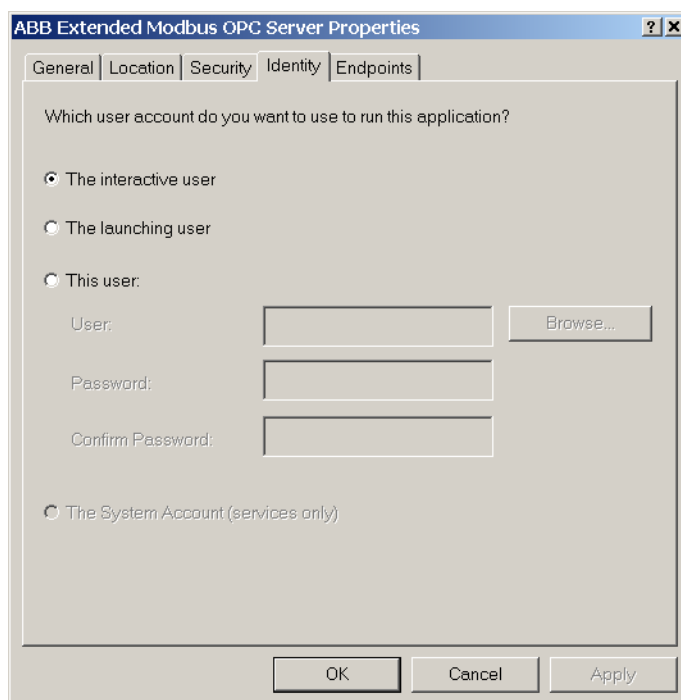 ABB Extended Modbus OPC Server Properties
General Location Security Identity Endpoints
Which user account do you want to use to run this application?
The interactive user
The launching user
This user:
User:
Browse...
Password:
Confirm Password:
The System Account (services only)
OK Cancel Apply